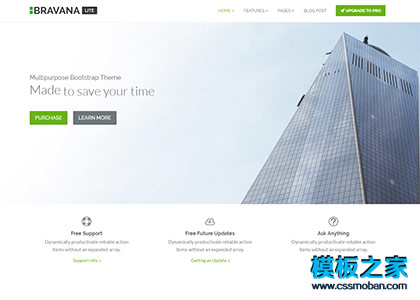 BRAVANA LITE
HOME FEATURES PAGES BLOG POST UPGRADE TO PRO
Multipurpose Bootstrap Theme
Made to save your time
PURCHASE LEARN MORE
Free Support Free Future Updates Ask Anything
Dynamically productivate reliable action Dynamically productivate reliable action Dynamically productivate reliable action
items without an expanded array. items without an expanded array. items without an expanded array.
Support info > Getting an Update >
模板之家
www.cssmoban.com